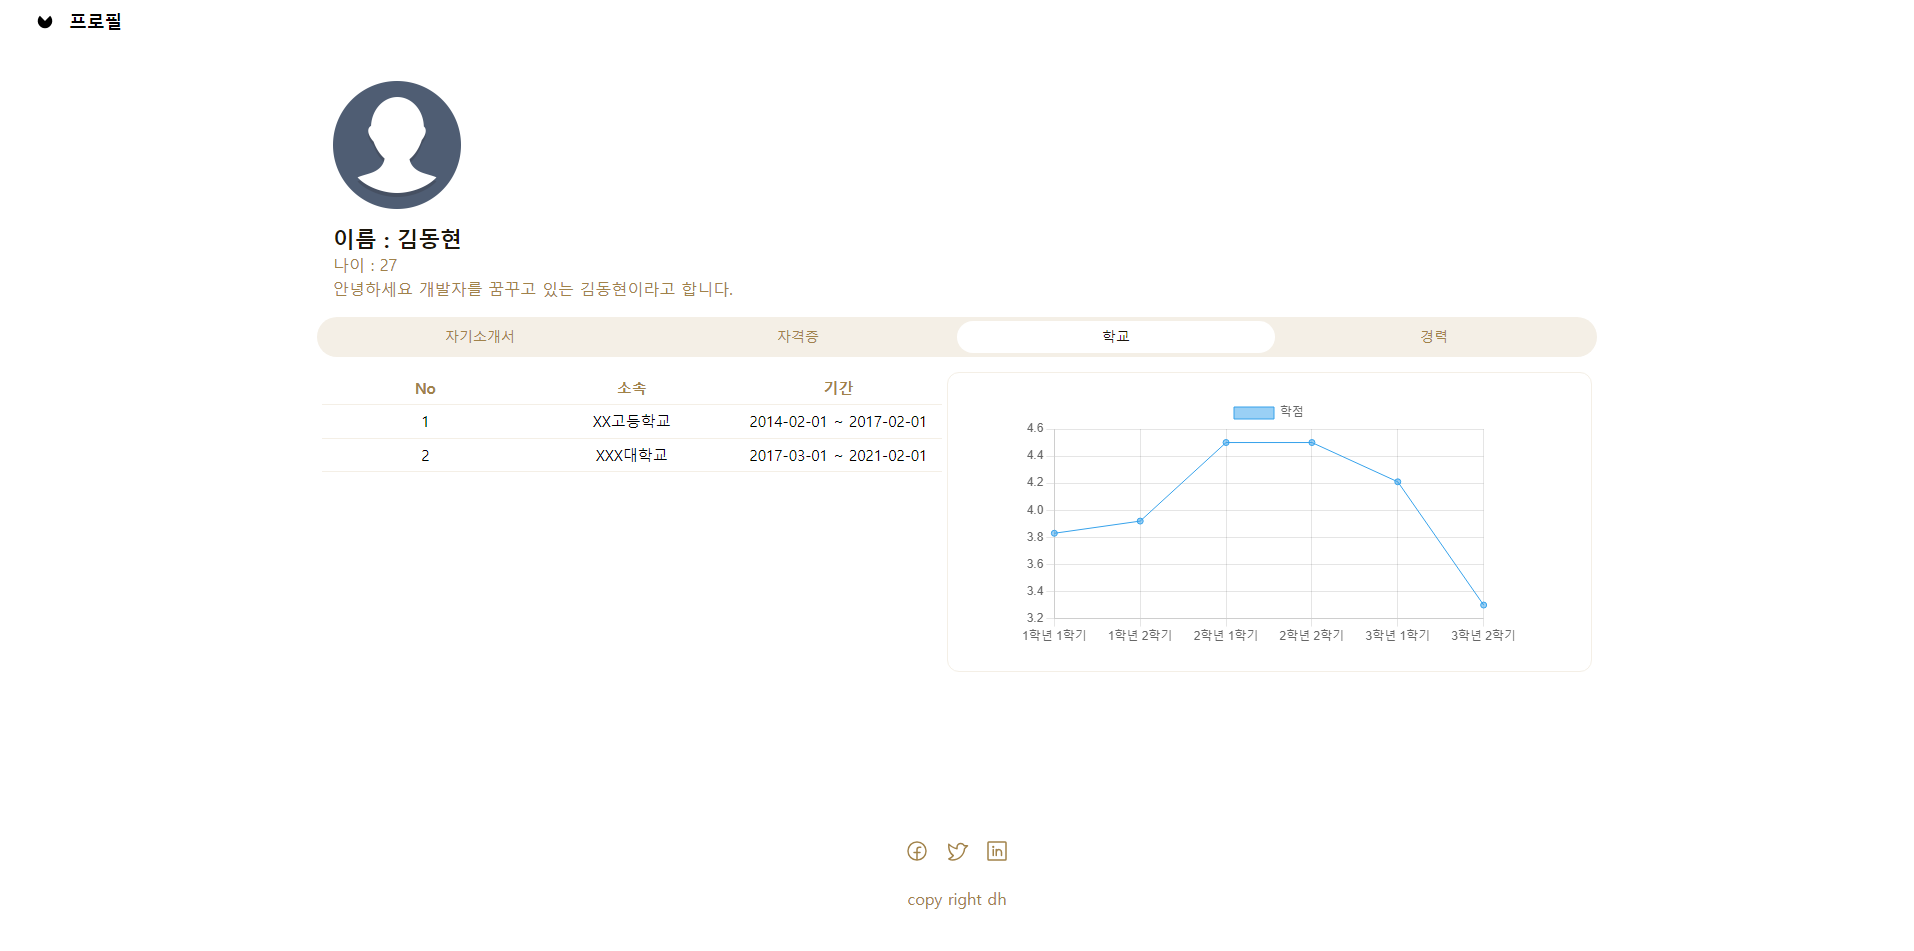 프로필
이름 : 김동현
나이 : 27
안녕하세요 개발자를 꿈꾸고 있는 김동현이라고 합니다.
자기소개서 자격증 학교 경력
No 소속 기간
1 XX고등학교 2014-02-01 ~ 2017-02-01
2 XXX대학교 2017-03-01 ~ 2021-02-01
학점
4.6
4.4
4.2
4.0
3.8
3.6
3.4
3.2
1학년 1학기 1학년 2학기 2학년 1학기 2학년 2학기 3학년 1학기 3학년 2학기
copy right dh